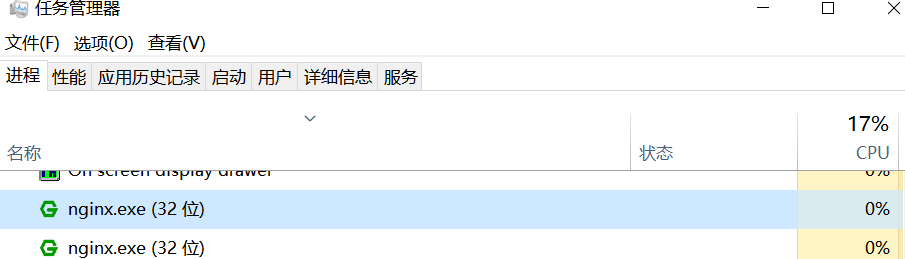 任务管理器
文件(F) 选项(O) 查看(V)
进程 性能 应用历史记录 启动 用户 详细信息 服务
17%
名称 状态 CPU
On screen display drawer 0%
nginx.exe (32 位) 0%
nginx.exe (32 位) 0%